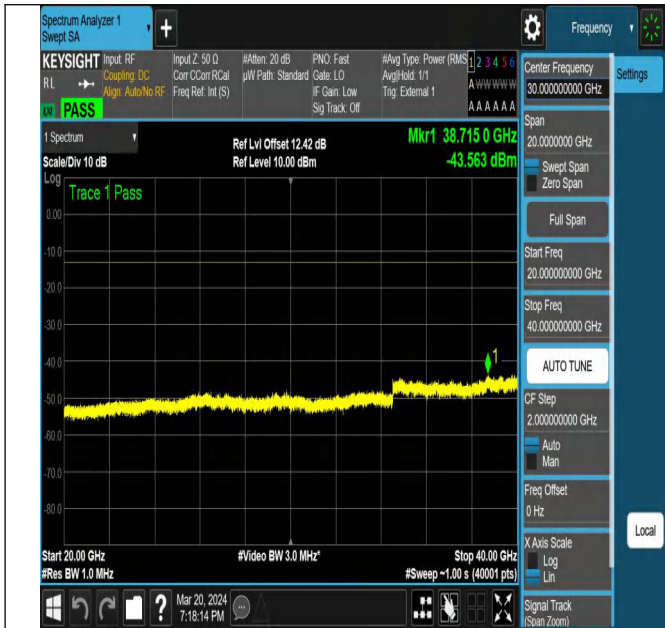 Spectrum Analyzer 1
Swept SA
+
Frequency
KEYSIGHT
RL
PASS
Input: RF
Coupling: DC
Align: Auto/No RF
Input Z: 50 Ω
Corr CCorr RCal
Freq Ref: Int (S)
#Atten: 20 dB
µW Path: Standard
PNO: Fast
Gate: LO
IF Gain: Low
Sig Track: Off
#Avg Type: Power (RMS
Avg|Hold: 1/1
Trig: External 1
1 2 3 4 5 6
A W W W W W
A A A A A A
1 Spectrum
Scale/Div 10 dB
Log
Ref Lvl Offset 12.42 dB
Ref Level 10.00 dBm
Mkr1 38.715 0 GHz
-43.563 dBm
Trace 1 Pass
0.00
-10.0
-20.0
-30.0
-40.0
-50.0
-60.0
-70.0
-80.0
1
Start 20.00 GHz
#Res BW 1.0 MHz
#Video BW 3.0 MHz*
Stop 40.00 GHz
#Sweep ~1.00 s (40001 pts)
Mar 20, 2024
7:18:14 PM
Center Frequency
30.000000000 GHz
Settings
Span
20.0000000 GHz
Swept Span
Zero Span
Full Span
Start Freq
20.000000000 GHz
Stop Freq
40.000000000 GHz
AUTO TUNE
CF Step
2.000000000 GHz
Auto
Man
Freq Offset
0 Hz
X Axis Scale
Log
Lin
Local
Signal Track
(Span Zoom)